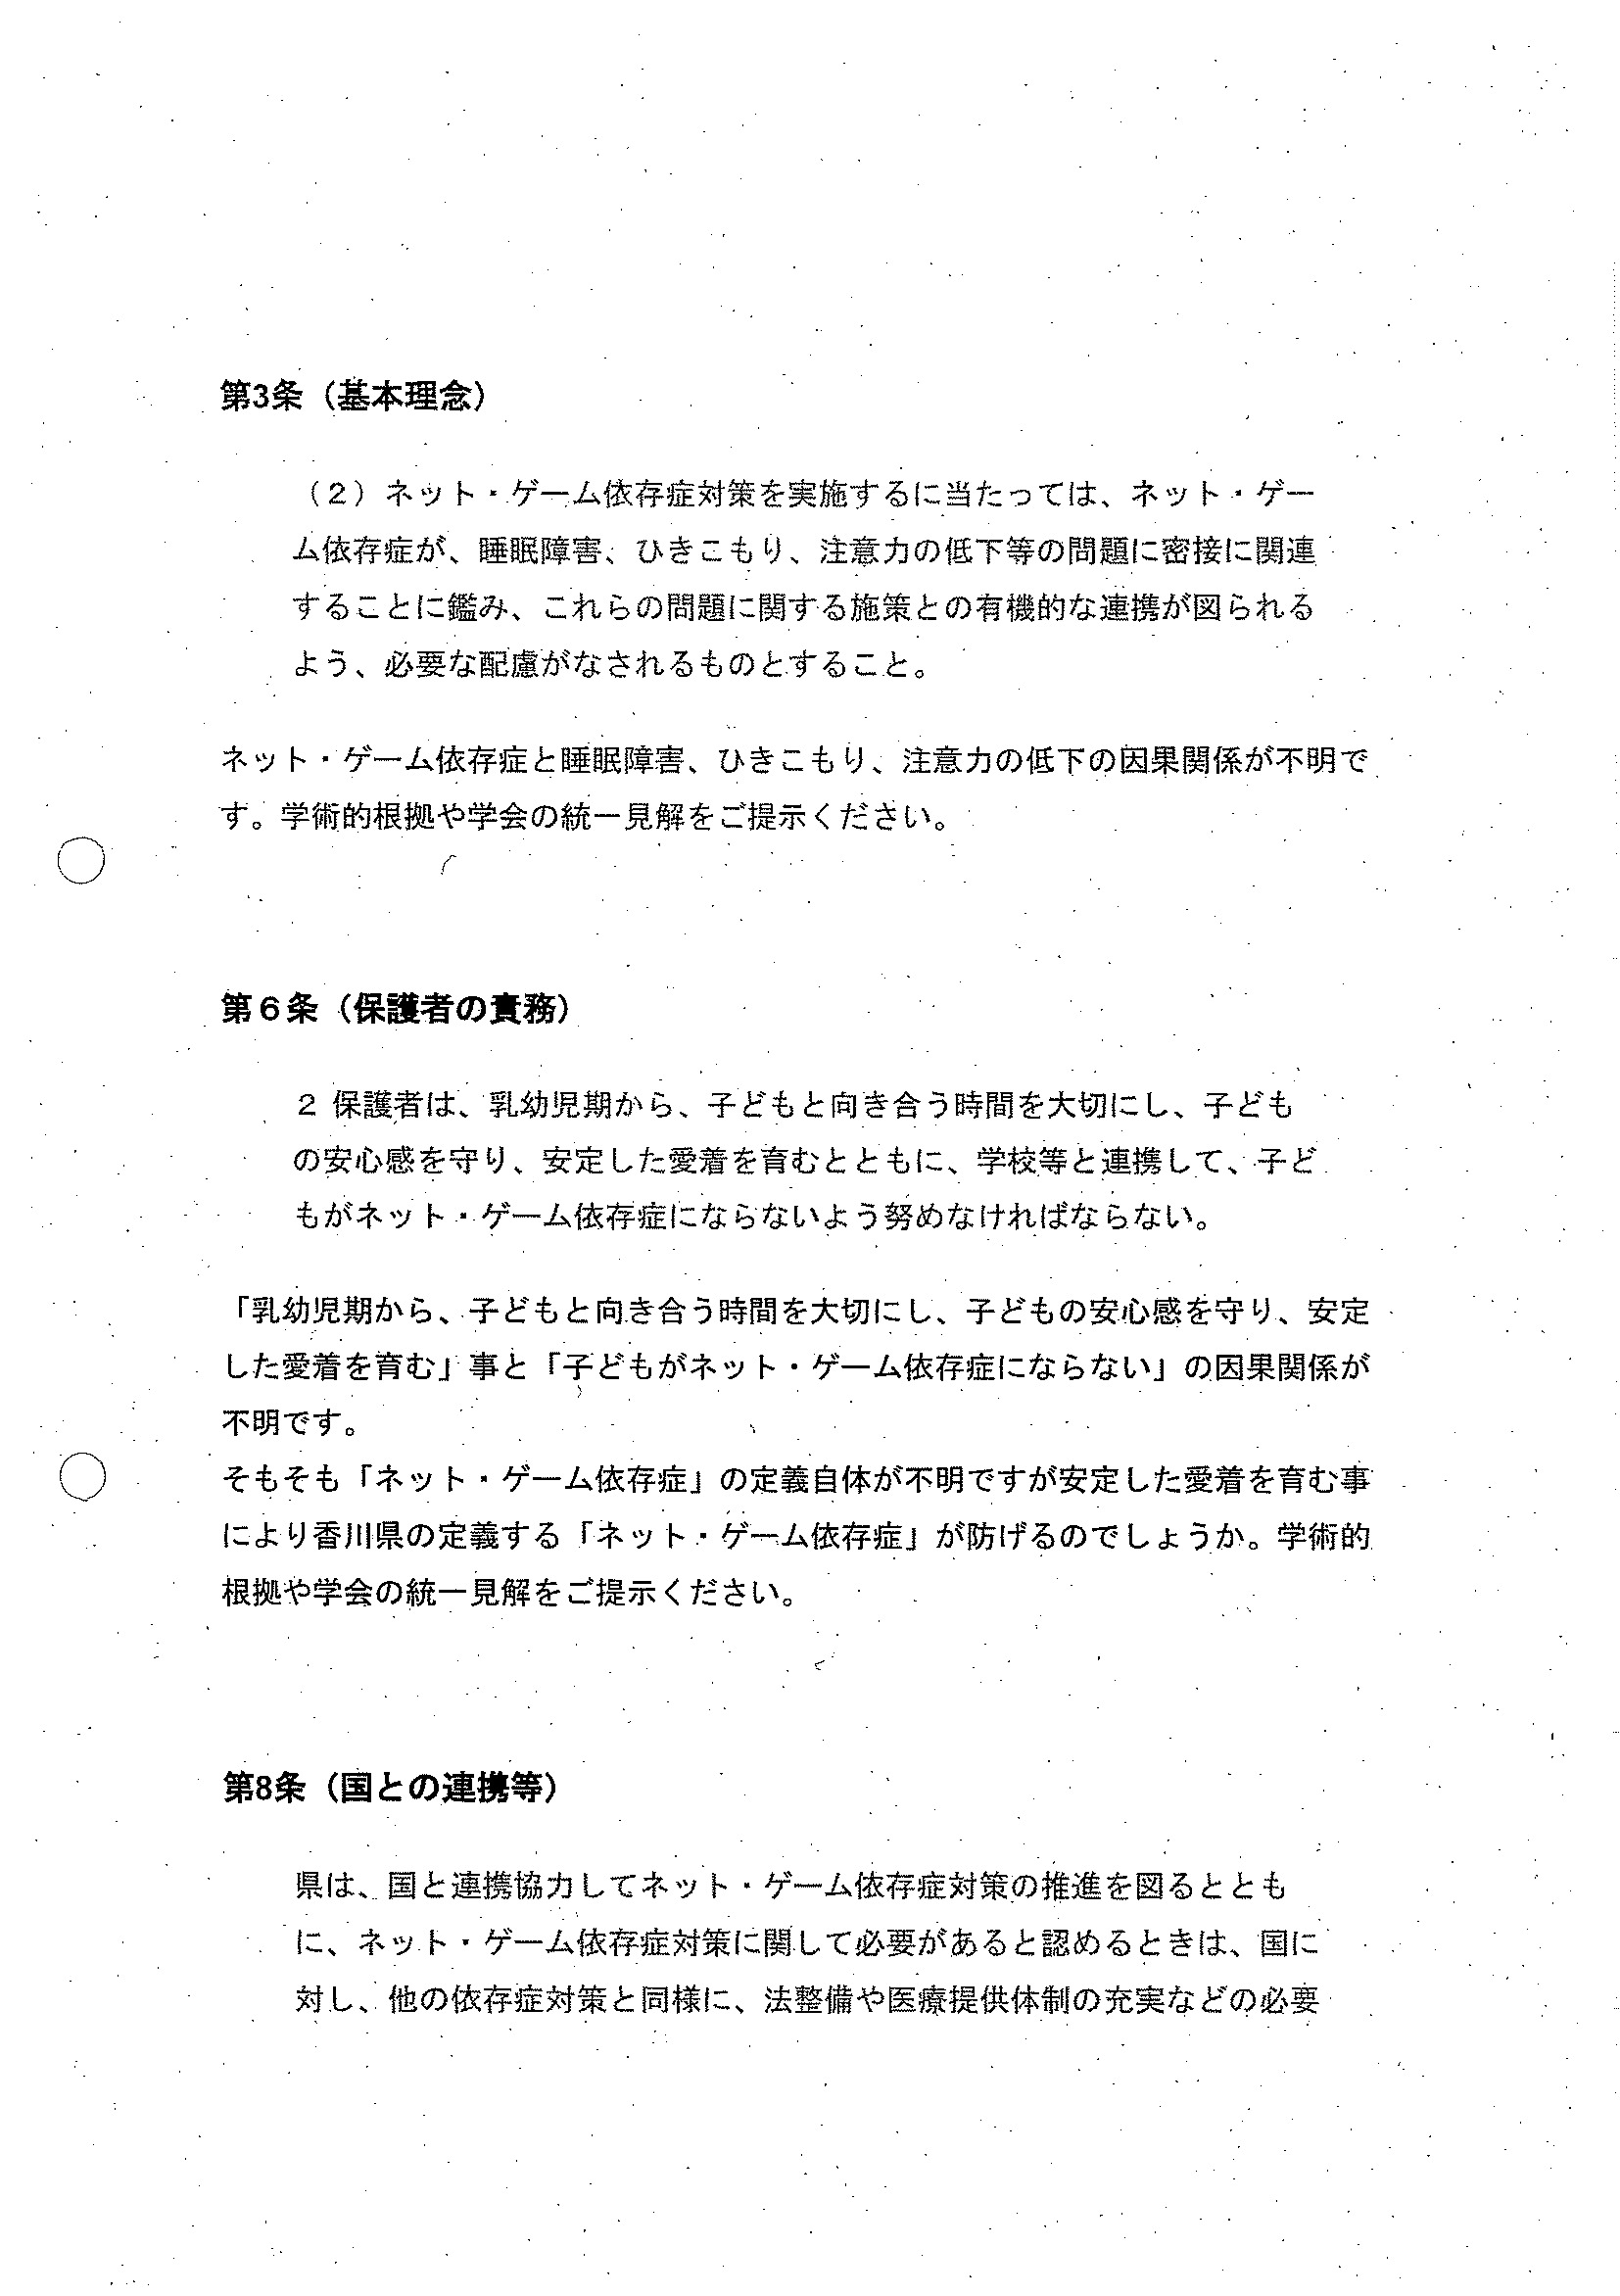 第3条（基本理念）
（２）ネット・ゲーム依存症対策を実施するに当たっては、ネット・ゲー
ム依存症が、睡眠障害、ひきこもり、注意力の低下等の問題に密接に関連
することに鑑み、これらの問題に関する施策との有機的な連携が図られる
よう、必要な配慮がなされるものとすること。
ネット・ゲーム依存症と睡眠障害、ひきこもり、注意力の低下の因果関係が不明で
す。学術的根拠や学会の統一見解をご提示ください。
第６条（保護者の責務）
２ 保護者は、乳幼児期から、子どもと向き合う時間を大切にし、子ども
の安心感を守り、安定した愛着を育むとともに、学校等と連携して、子ど
もがネット・ゲーム依存症にならないよう努めなければならない。
「乳幼児期から、子どもと向き合う時間を大切にし、子どもの安心感を守り、安定
した愛着を育む」事と「子どもがネット・ゲーム依存症にならない」の因果関係が
不明です。
そもそも「ネット・ゲーム依存症」の定義自体が不明ですが安定した愛着を育む事
により香川県の定義する「ネット・ゲーム依存症」が防げるのでしょうか。学術的
根拠や学会の統一見解をご提示ください。
第8条（国との連携等）
県は、国と連携協力してネット・ゲーム依存症対策の推進を図るととも
に、ネット・ゲーム依存症対策に関して必要があると認めるときは、国に
対し、他の依存症対策と同様に、法整備や医療提供体制の充実などの必要